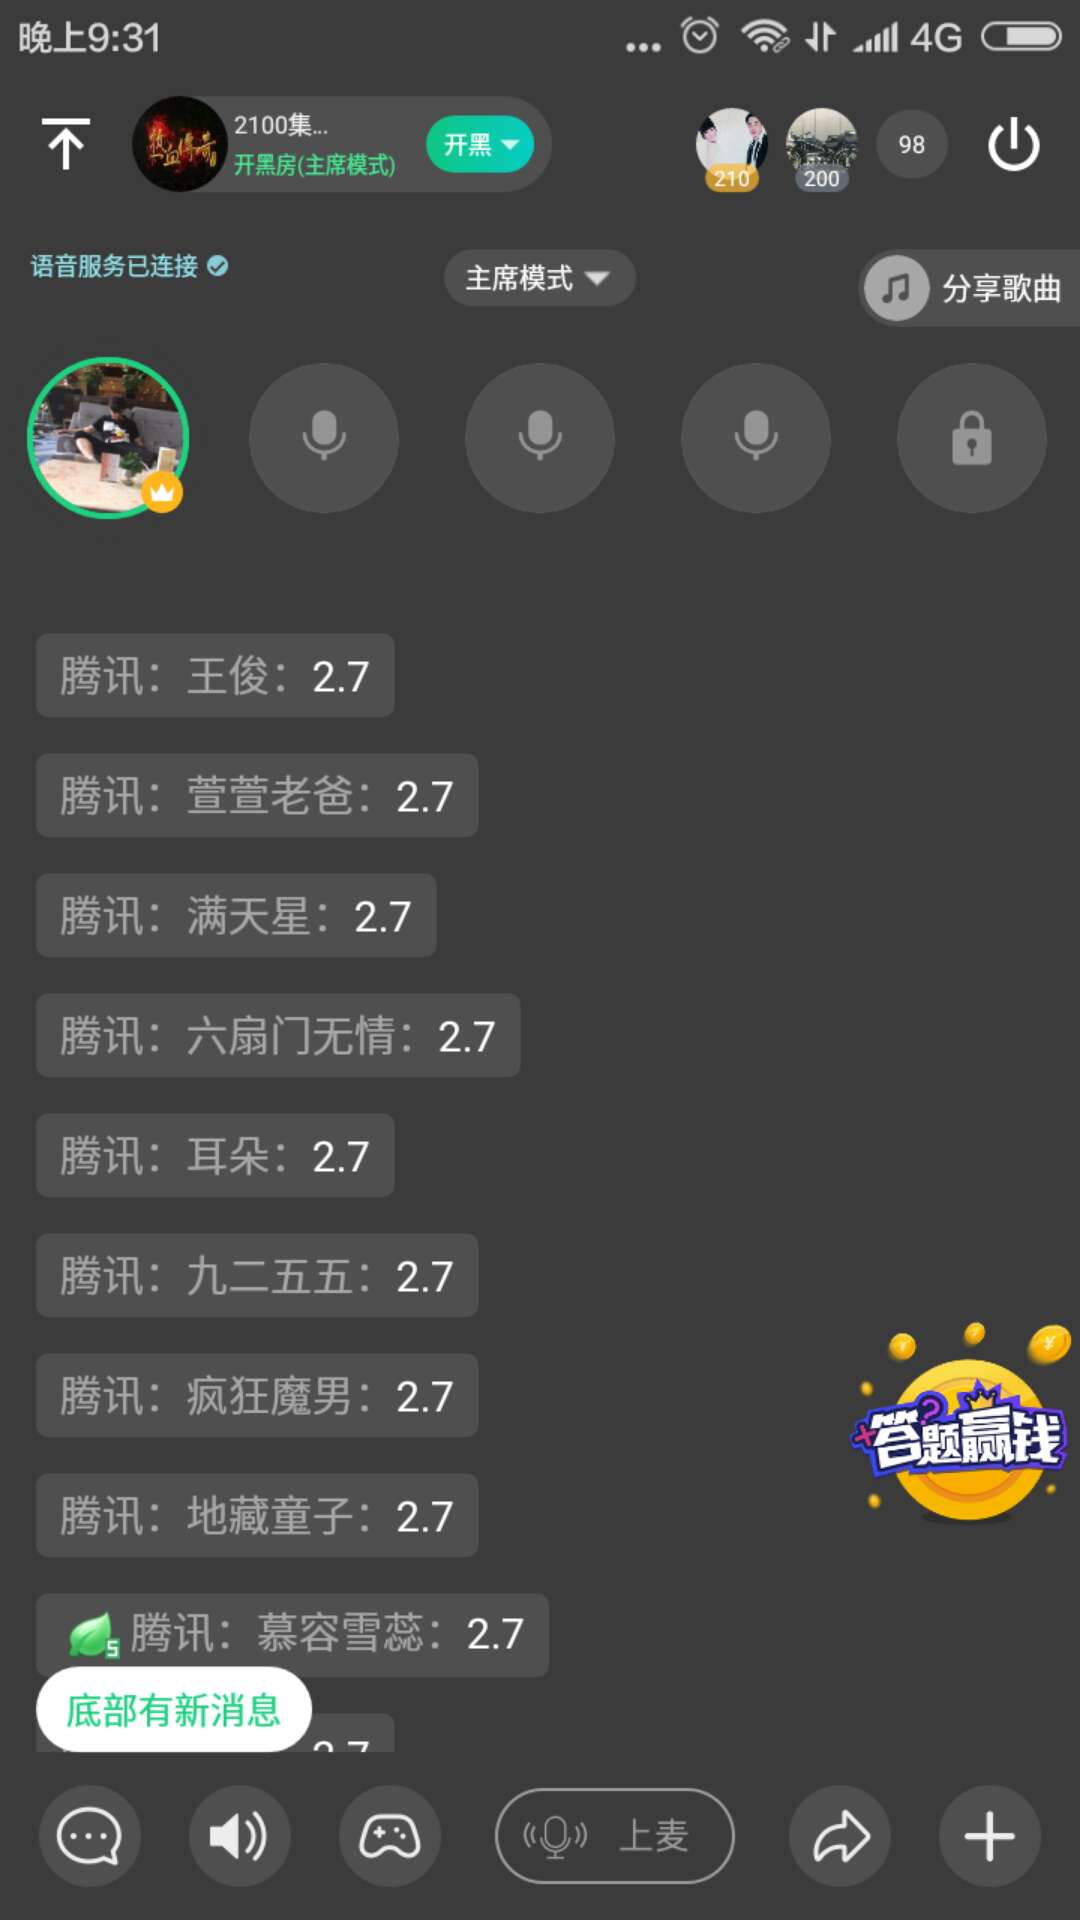 晚上9:31
4G
热血传奇
2100集...
开黑房(主席模式)
开黑
210
200
98
语音服务已连接
主席模式
分享歌曲
腾讯：王俊：2.7
腾讯：萱萱老爸：2.7
腾讯：满天星：2.7
腾讯：六扇门无情：2.7
腾讯：耳朵：2.7
腾讯：九二五五：2.7
腾讯：疯狂魔男：2.7
腾讯：地藏童子：2.7
答题赢钱
5 腾讯：慕容雪蕊：2.7
底部有新消息
2.7
上麦